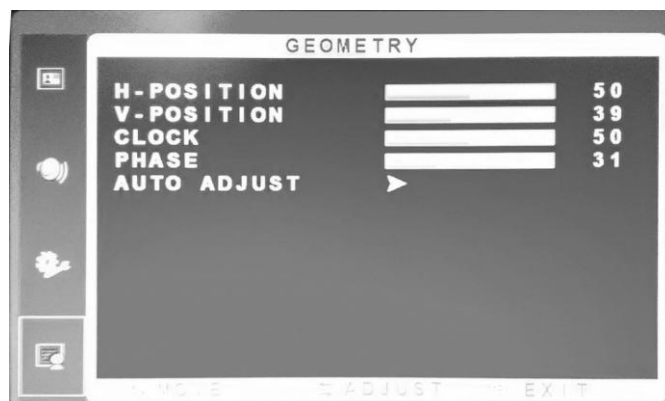 GEOMETRY
H-POSITION 50
V-POSITION 39
CLOCK 50
PHASE 31
AUTO ADJUST
MOVE ADJUST EXIT